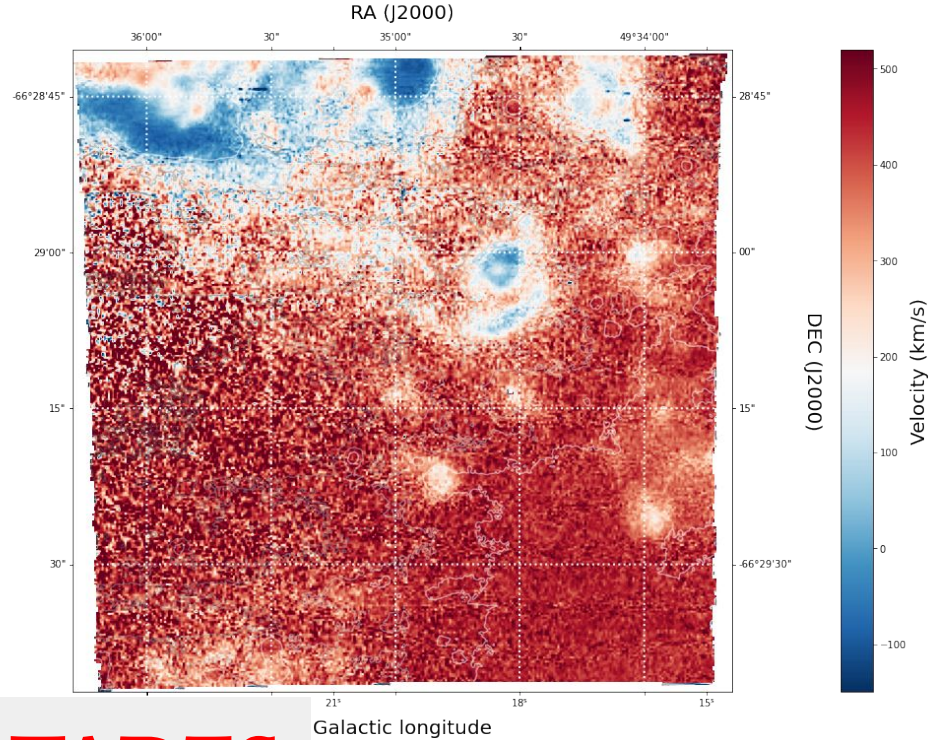 RA (J2000)
36'00" 30" 35'00" 30" 49°34'00"
-66°28'45" 28'45"
29'00" 00"
15" 15"
30" -66°29'30"
21ˢ 18ˢ 15ˢ
Galactic longitude
DEC (J2000)
500
400
300
200
100
0
−100
Velocity (km/s)